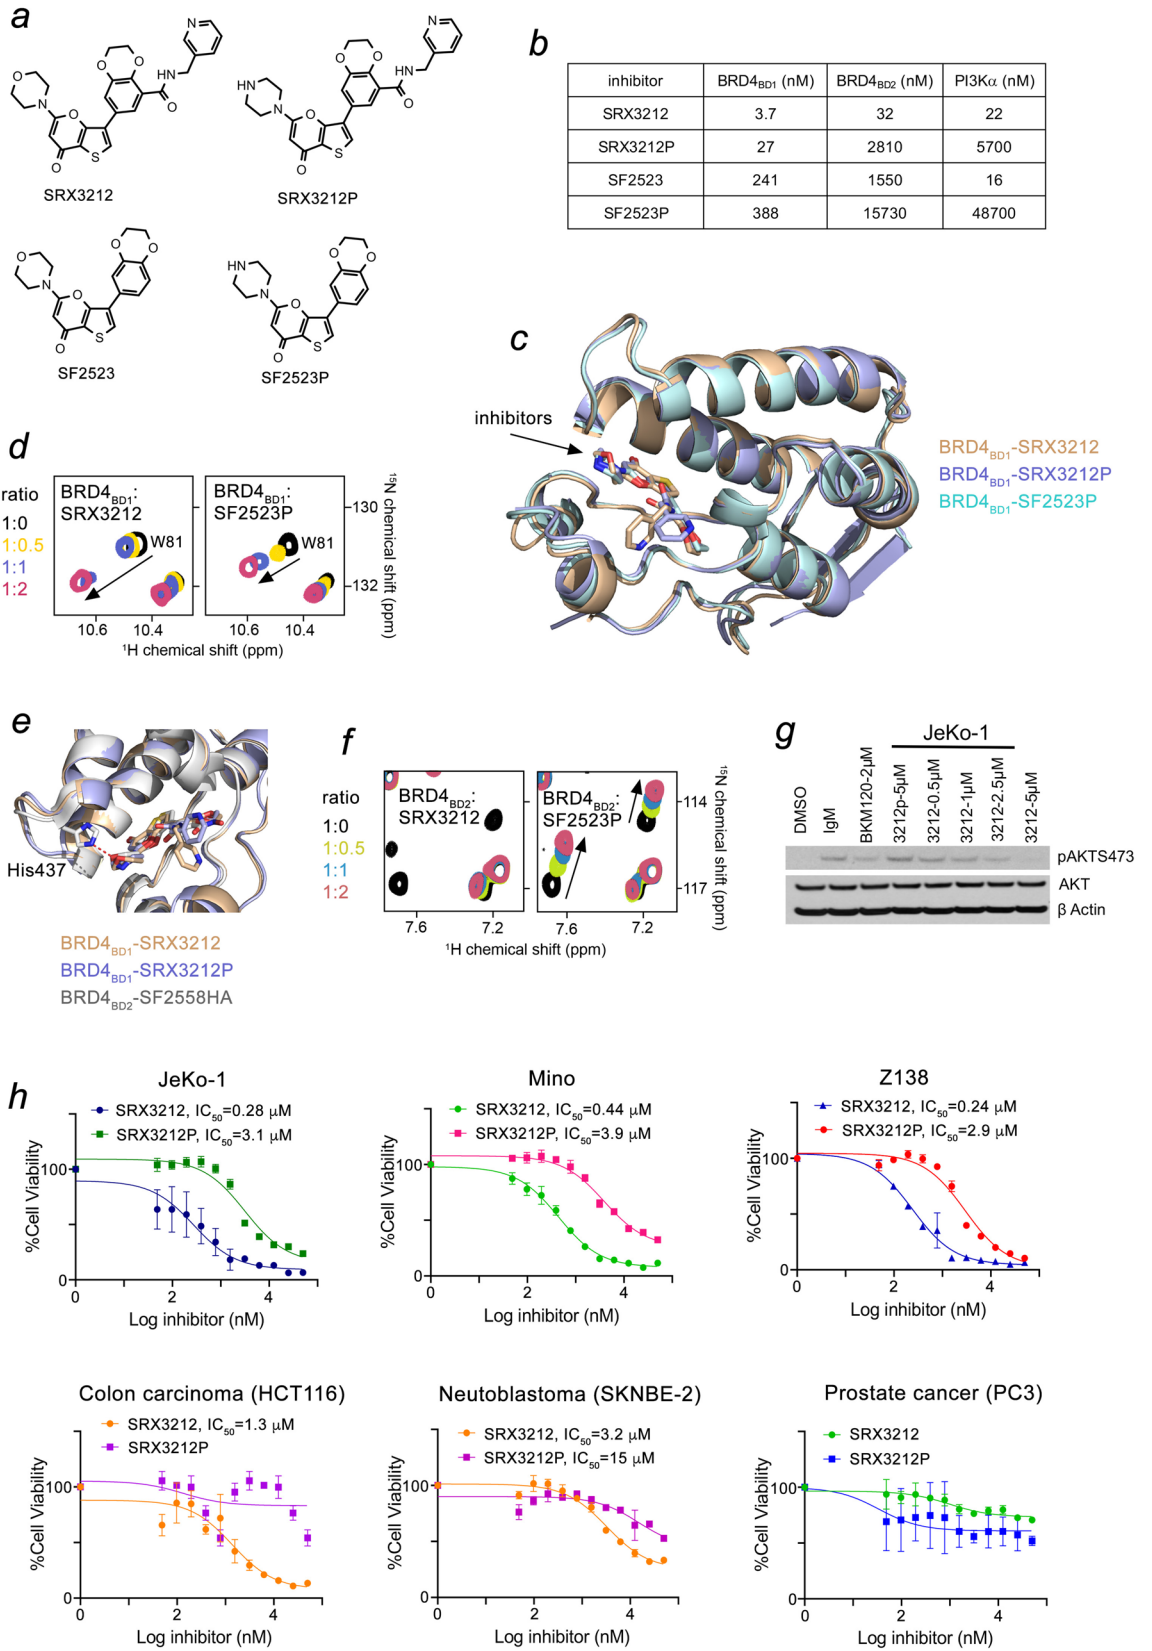 a
O
N
O
O
O
NH
O
O
S
O
N
SRX3212
HN
N
O
O
O
HN
O
O
S
N
SRX3212P
O
N
O
O
O
S
O
SF2523
HN
N
O
O
O
S
O
SF2523P
b
inhibitor BRD4BD1 (nM) BRD4BD2 (nM) PI3Kα (nM)
SRX3212 3.7 32 22
SRX3212P 27 2810 5700
SF2523 241 1550 16
SF2523P 388 15730 48700
c
inhibitors
BRD4BD1-SRX3212
BRD4BD1-SRX3212P
BRD4BD1-SF2523P
d
ratio
1:0
1:0.5
1:1
1:2
BRD4BD1:
SRX3212
W81
BRD4BD1:
SF2523P
W81
130
132
15N chemical shift (ppm)
10.6 10.4 10.6 10.4
1H chemical shift (ppm)
e
His437
BRD4BD1-SRX3212
BRD4BD1-SRX3212P
BRD4BD2-SF2558HA
f
ratio
1:0
1:0.5
1:1
1:2
BRD4BD2:
SRX3212
BRD4BD2:
SF2523P
114
117
15N chemical shift (ppm)
7.6 7.2 7.6 7.2
1H chemical shift (ppm)
g
JeKo-1
DMSO
IgM
BKM120-2μM
3212p-5μM
3212-0.5μM
3212-1μM
3212-2.5μM
3212-5μM
pAKTS473
AKT
β Actin
h
JeKo-1
SRX3212, IC50=0.28 μM
SRX3212P, IC50=3.1 μM
%Cell Viability
100
0
0 2 4
Log inhibitor (nM)
Mino
SRX3212, IC50=0.44 μM
SRX3212P, IC50=3.9 μM
%Cell Viability
100
0
0 2 4
Log inhibitor (nM)
Z138
SRX3212, IC50=0.24 μM
SRX3212P, IC50=2.9 μM
%Cell Viability
100
0
0 2 4
Log inhibitor (nM)
Colon carcinoma (HCT116)
SRX3212, IC50=1.3 μM
SRX3212P
%Cell Viability
100
0
0 2 4
Log inhibitor (nM)
Neutoblastoma (SKNBE-2)
SRX3212, IC50=3.2 μM
SRX3212P, IC50=15 μM
%Cell Viability
100
0
0 2 4
Log inhibitor (nM)
Prostate cancer (PC3)
SRX3212
SRX3212P
%Cell Viability
100
0
0 2 4
Log inhibitor (nM)